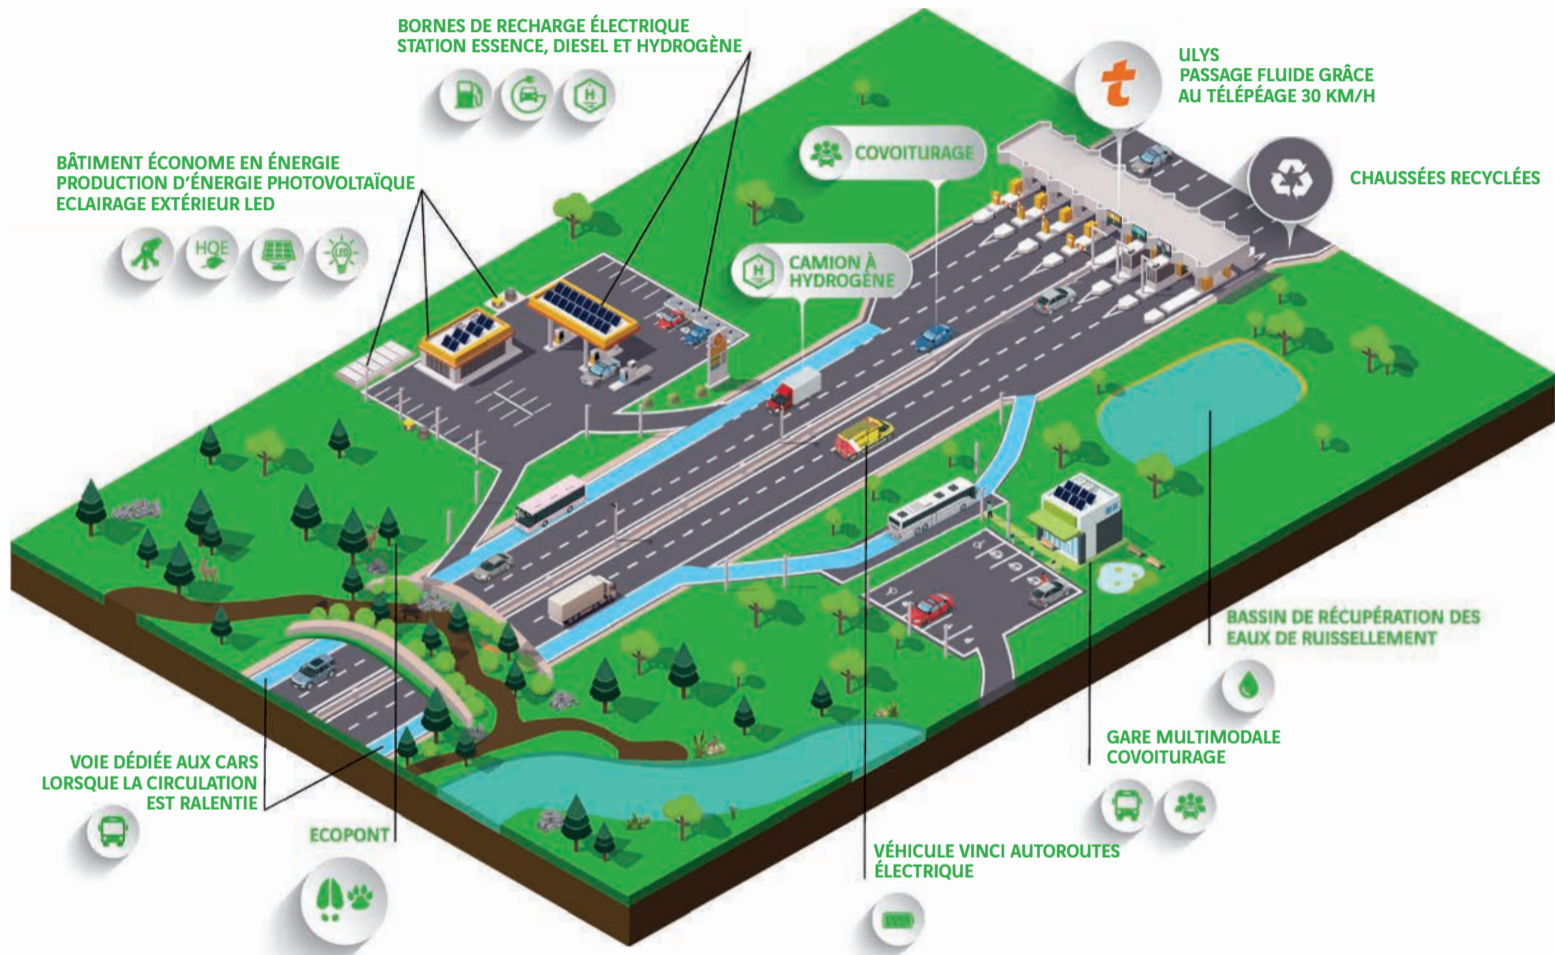 BORNES DE RECHARGE ÉLECTRIQUE
STATION ESSENCE, DIESEL ET HYDROGÈNE
H
ULYS
PASSAGE FLUIDE GRÂCE
AU TÉLÉPÉAGE 30 KM/H
t
COVOITURAGE
BÂTIMENT ÉCONOME EN ÉNERGIE
PRODUCTION D'ÉNERGIE PHOTOVOLTAÏQUE
ECLAIRAGE EXTÉRIEUR LED
HQE
LED
CHAUSSÉES RECYCLÉES
H
CAMION À
HYDROGÈNE
BASSIN DE RÉCUPÉRATION DES
EAUX DE RUISSELLEMENT
GARE MULTIMODALE
COVOITURAGE
VOIE DÉDIÉE AUX CARS
LORSQUE LA CIRCULATION
EST RALENTIE
ECOPONT
VÉHICULE VINCI AUTOROUTES
ÉLECTRIQUE